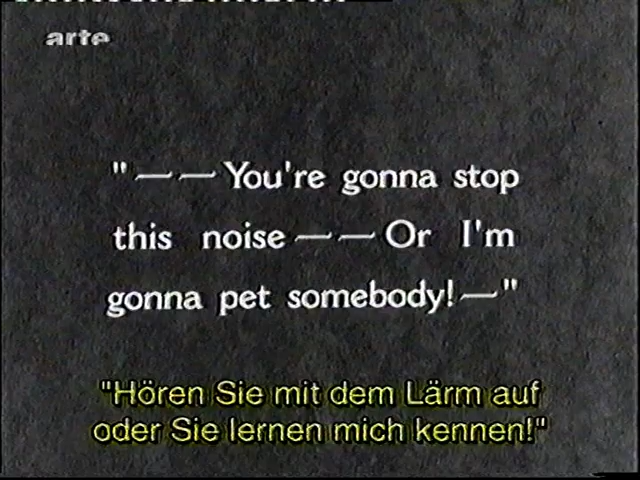 arte
"——You're gonna stop
this noise——Or I'm
gonna pet somebody!—"
"Hören Sie mit dem Lärm auf
oder Sie lernen mich kennen!"